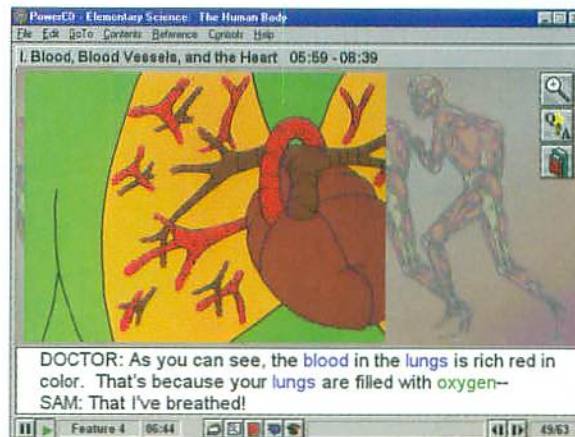 PowerCD - Elementary Science: The Human Body
File Edit GoTo Contents Reference Controls Help
I. Blood, Blood Vessels, and the Heart 05:59 - 08:39
Q A
DOCTOR: As you can see, the blood in the lungs is rich red in
color. That's because your lungs are filled with oxygen--
SAM: That I've breathed!
Feature 4 06:44 49/63